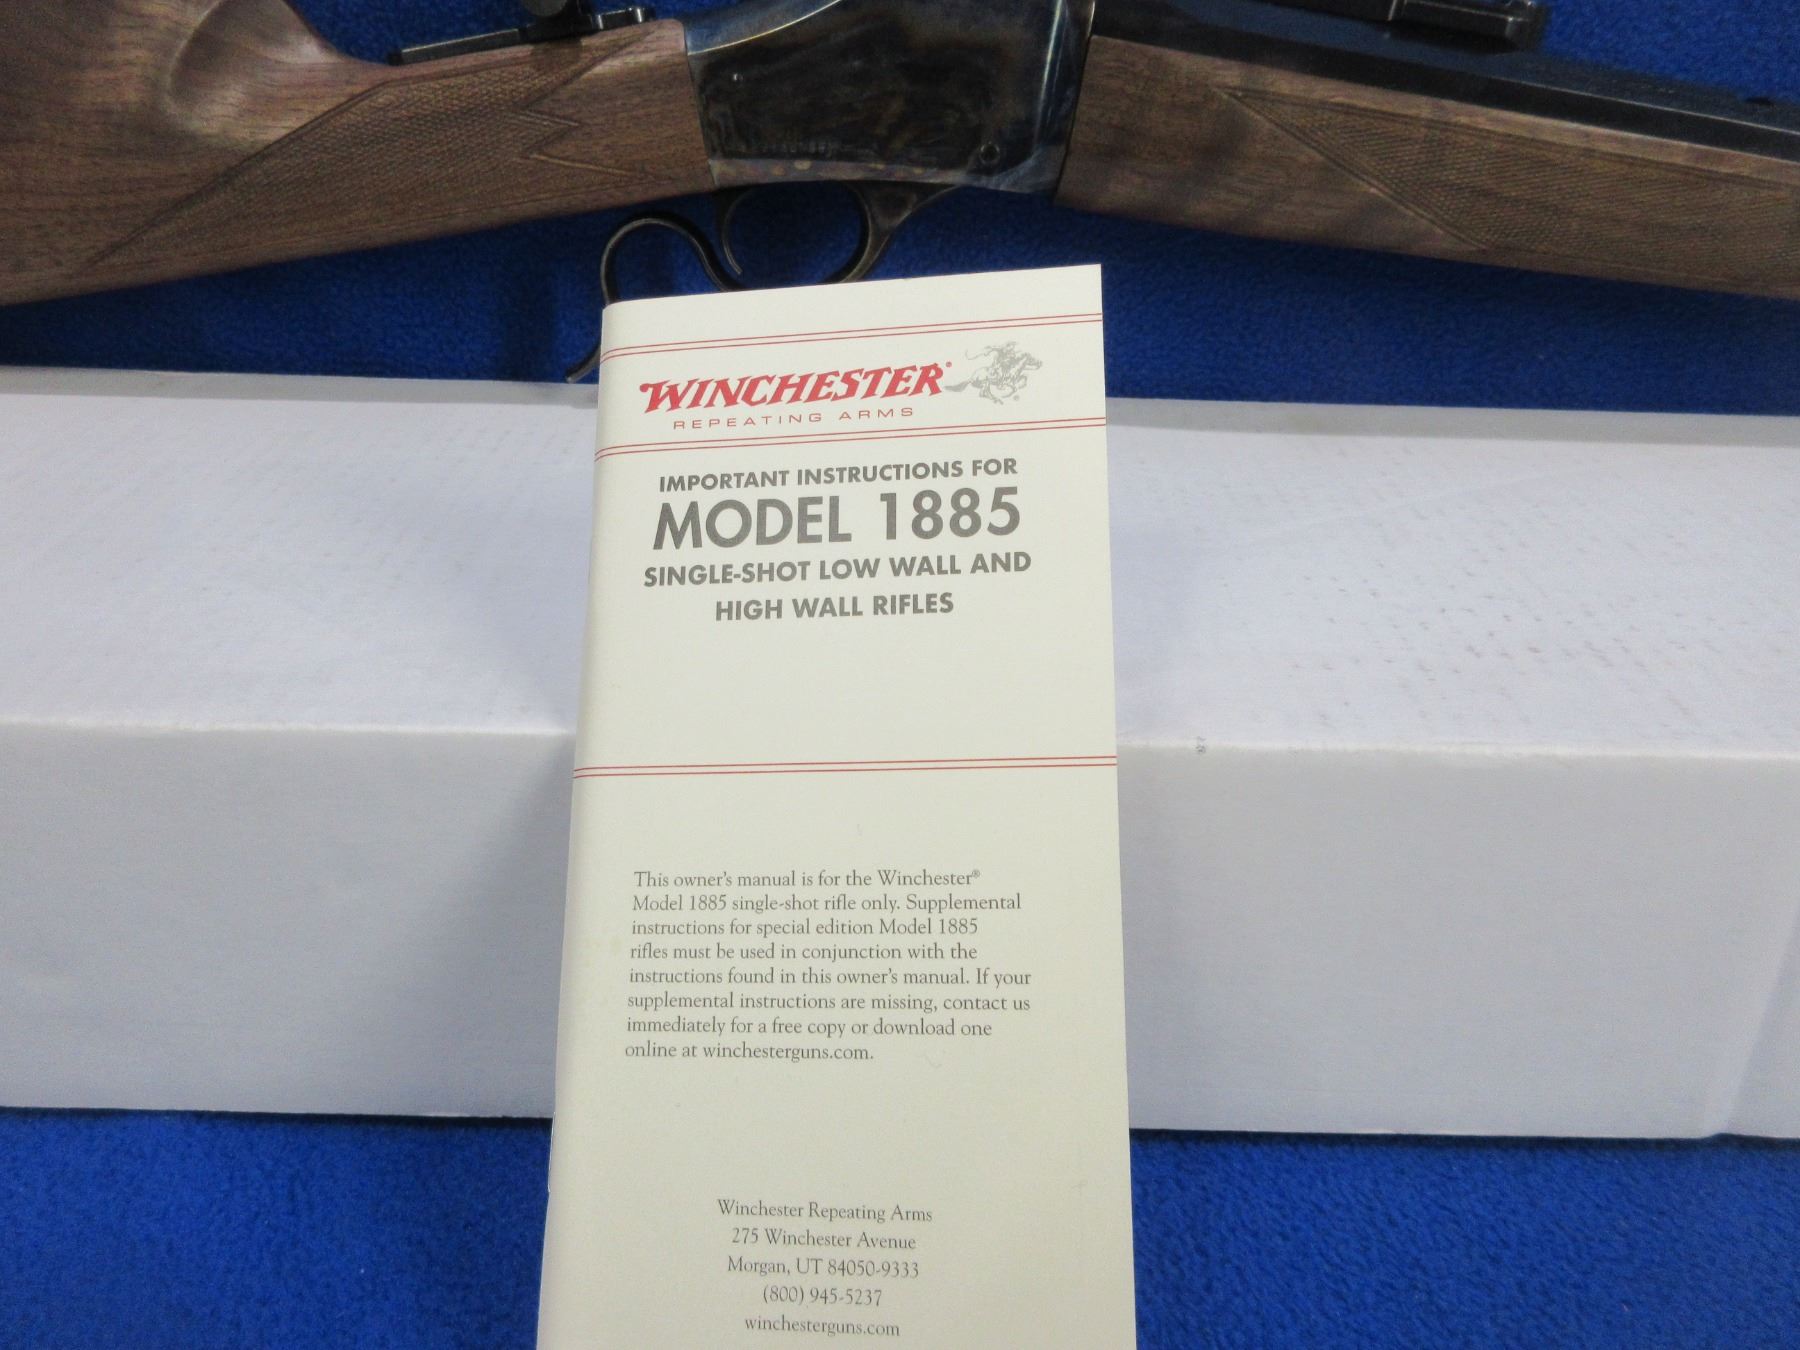 WINCHESTER®
REPEATING ARMS
®
IMPORTANT INSTRUCTIONS FOR
MODEL 1885
SINGLE-SHOT LOW WALL AND
HIGH WALL RIFLES
This owner's manual is for the Winchester®
Model 1885 single-shot rifle only. Supplemental
instructions for special edition Model 1885
rifles must be used in conjunction with the
instructions found in this owner's manual. If your
supplemental instructions are missing, contact us
immediately for a free copy or download one
online at winchesterguns.com.
Winchester Repeating Arms
275 Winchester Avenue
Morgan, UT 84050-9333
(800) 945-5237
winchesterguns.com